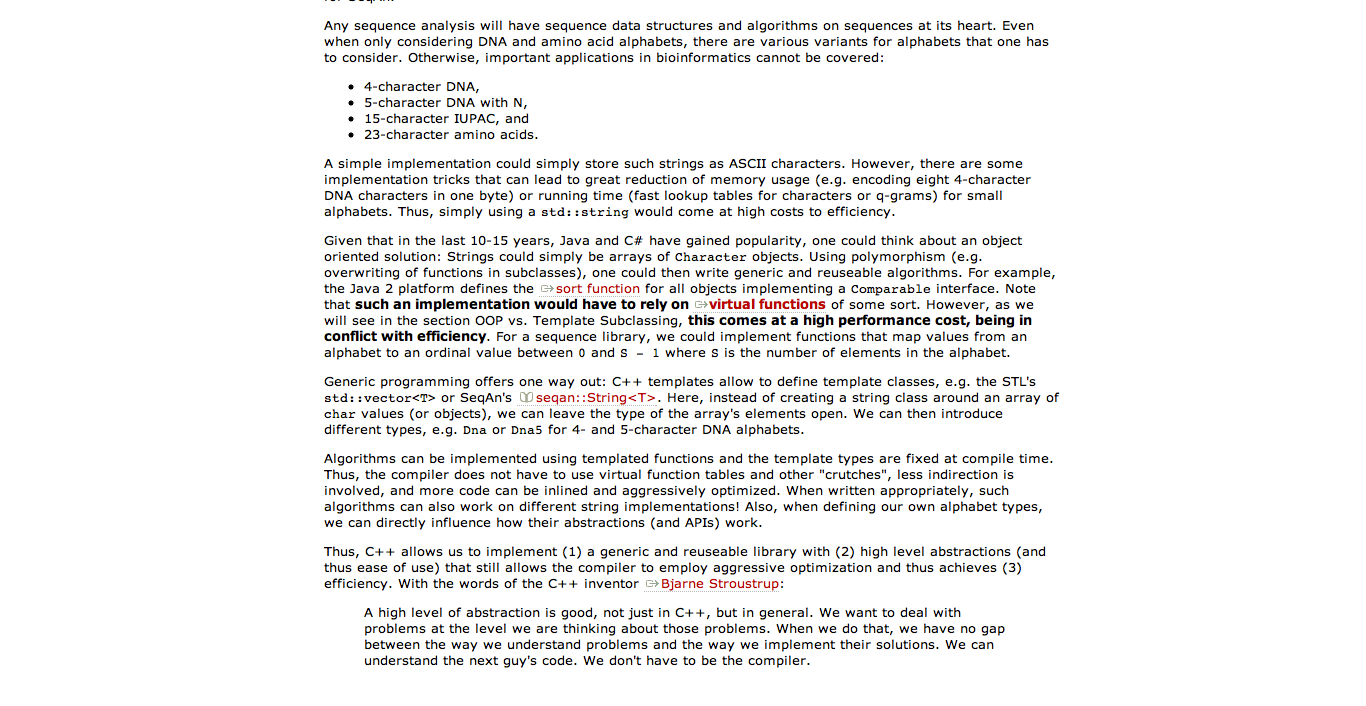 for SeqAn.
Any sequence analysis will have sequence data structures and algorithms on sequences at its heart. Even
when only considering DNA and amino acid alphabets, there are various variants for alphabets that one has
to consider. Otherwise, important applications in bioinformatics cannot be covered:
• 4-character DNA,
• 5-character DNA with N,
• 15-character IUPAC, and
• 23-character amino acids.
A simple implementation could simply store such strings as ASCII characters. However, there are some
implementation tricks that can lead to great reduction of memory usage (e.g. encoding eight 4-character
DNA characters in one byte) or running time (fast lookup tables for characters or q-grams) for small
alphabets. Thus, simply using a std::string would come at high costs to efficiency.
Given that in the last 10-15 years, Java and C# have gained popularity, one could think about an object
oriented solution: Strings could simply be arrays of Character objects. Using polymorphism (e.g.
overwriting of functions in subclasses), one could then write generic and reuseable algorithms. For example,
the Java 2 platform defines the sort function for all objects implementing a Comparable interface. Note
that such an implementation would have to rely on virtual functions of some sort. However, as we
will see in the section OOP vs. Template Subclassing, this comes at a high performance cost, being in
conflict with efficiency. For a sequence library, we could implement functions that map values from an
alphabet to an ordinal value between 0 and S - 1 where S is the number of elements in the alphabet.
Generic programming offers one way out: C++ templates allow to define template classes, e.g. the STL's
std::vector<T> or SeqAn's seqan::String<T>. Here, instead of creating a string class around an array of
char values (or objects), we can leave the type of the array's elements open. We can then introduce
different types, e.g. Dna or Dna5 for 4- and 5-character DNA alphabets.
Algorithms can be implemented using templated functions and the template types are fixed at compile time.
Thus, the compiler does not have to use virtual function tables and other "crutches", less indirection is
involved, and more code can be inlined and aggressively optimized. When written appropriately, such
algorithms can also work on different string implementations! Also, when defining our own alphabet types,
we can directly influence how their abstractions (and APIs) work.
Thus, C++ allows us to implement (1) a generic and reuseable library with (2) high level abstractions (and
thus ease of use) that still allows the compiler to employ aggressive optimization and thus achieves (3)
efficiency. With the words of the C++ inventor Bjarne Stroustrup:
A high level of abstraction is good, not just in C++, but in general. We want to deal with
problems at the level we are thinking about those problems. When we do that, we have no gap
between the way we understand problems and the way we implement their solutions. We can
understand the next guy's code. We don't have to be the compiler.